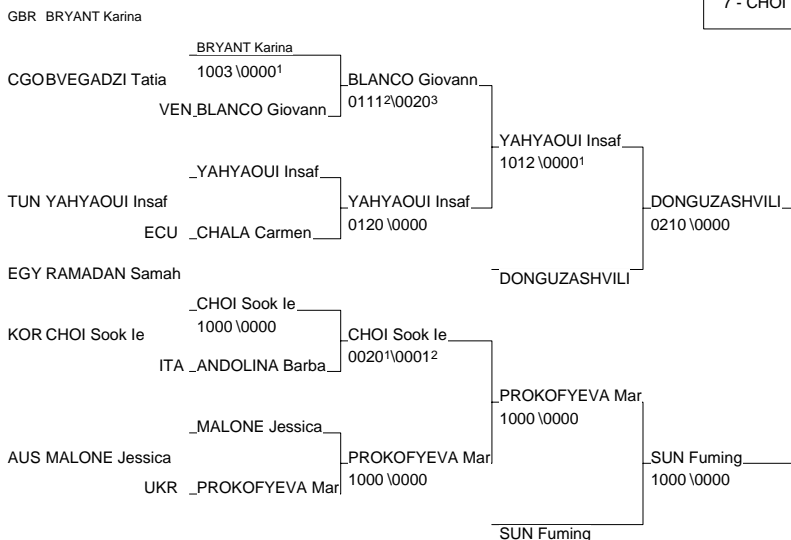 7 - CHOI
GBR BRYANT Karina
BRYANT Karina
1003 \0000¹
CGO BVEGADZI Tatia
BLANCO Giovann
0111²\0020³
VEN BLANCO Giovann
YAHYAOUI Insaf
1012 \0000¹
YAHYAOUI Insaf
TUN YAHYAOUI Insaf
YAHYAOUI Insaf
0120 \0000
DONGUZASHVILI
0210 \0000
ECU CHALA Carmen
EGY RAMADAN Samah
DONGUZASHVILI
CHOI Sook Ie
1000 \0000
KOR CHOI Sook Ie
CHOI Sook Ie
0020¹\0001²
ITA ANDOLINA Barba
PROKOFYEVA Mar
1000 \0000
MALONE Jessica
AUS MALONE Jessica
PROKOFYEVA Mar
1000 \0000
SUN Fuming
1000 \0000
UKR PROKOFYEVA Mar
SUN Fuming